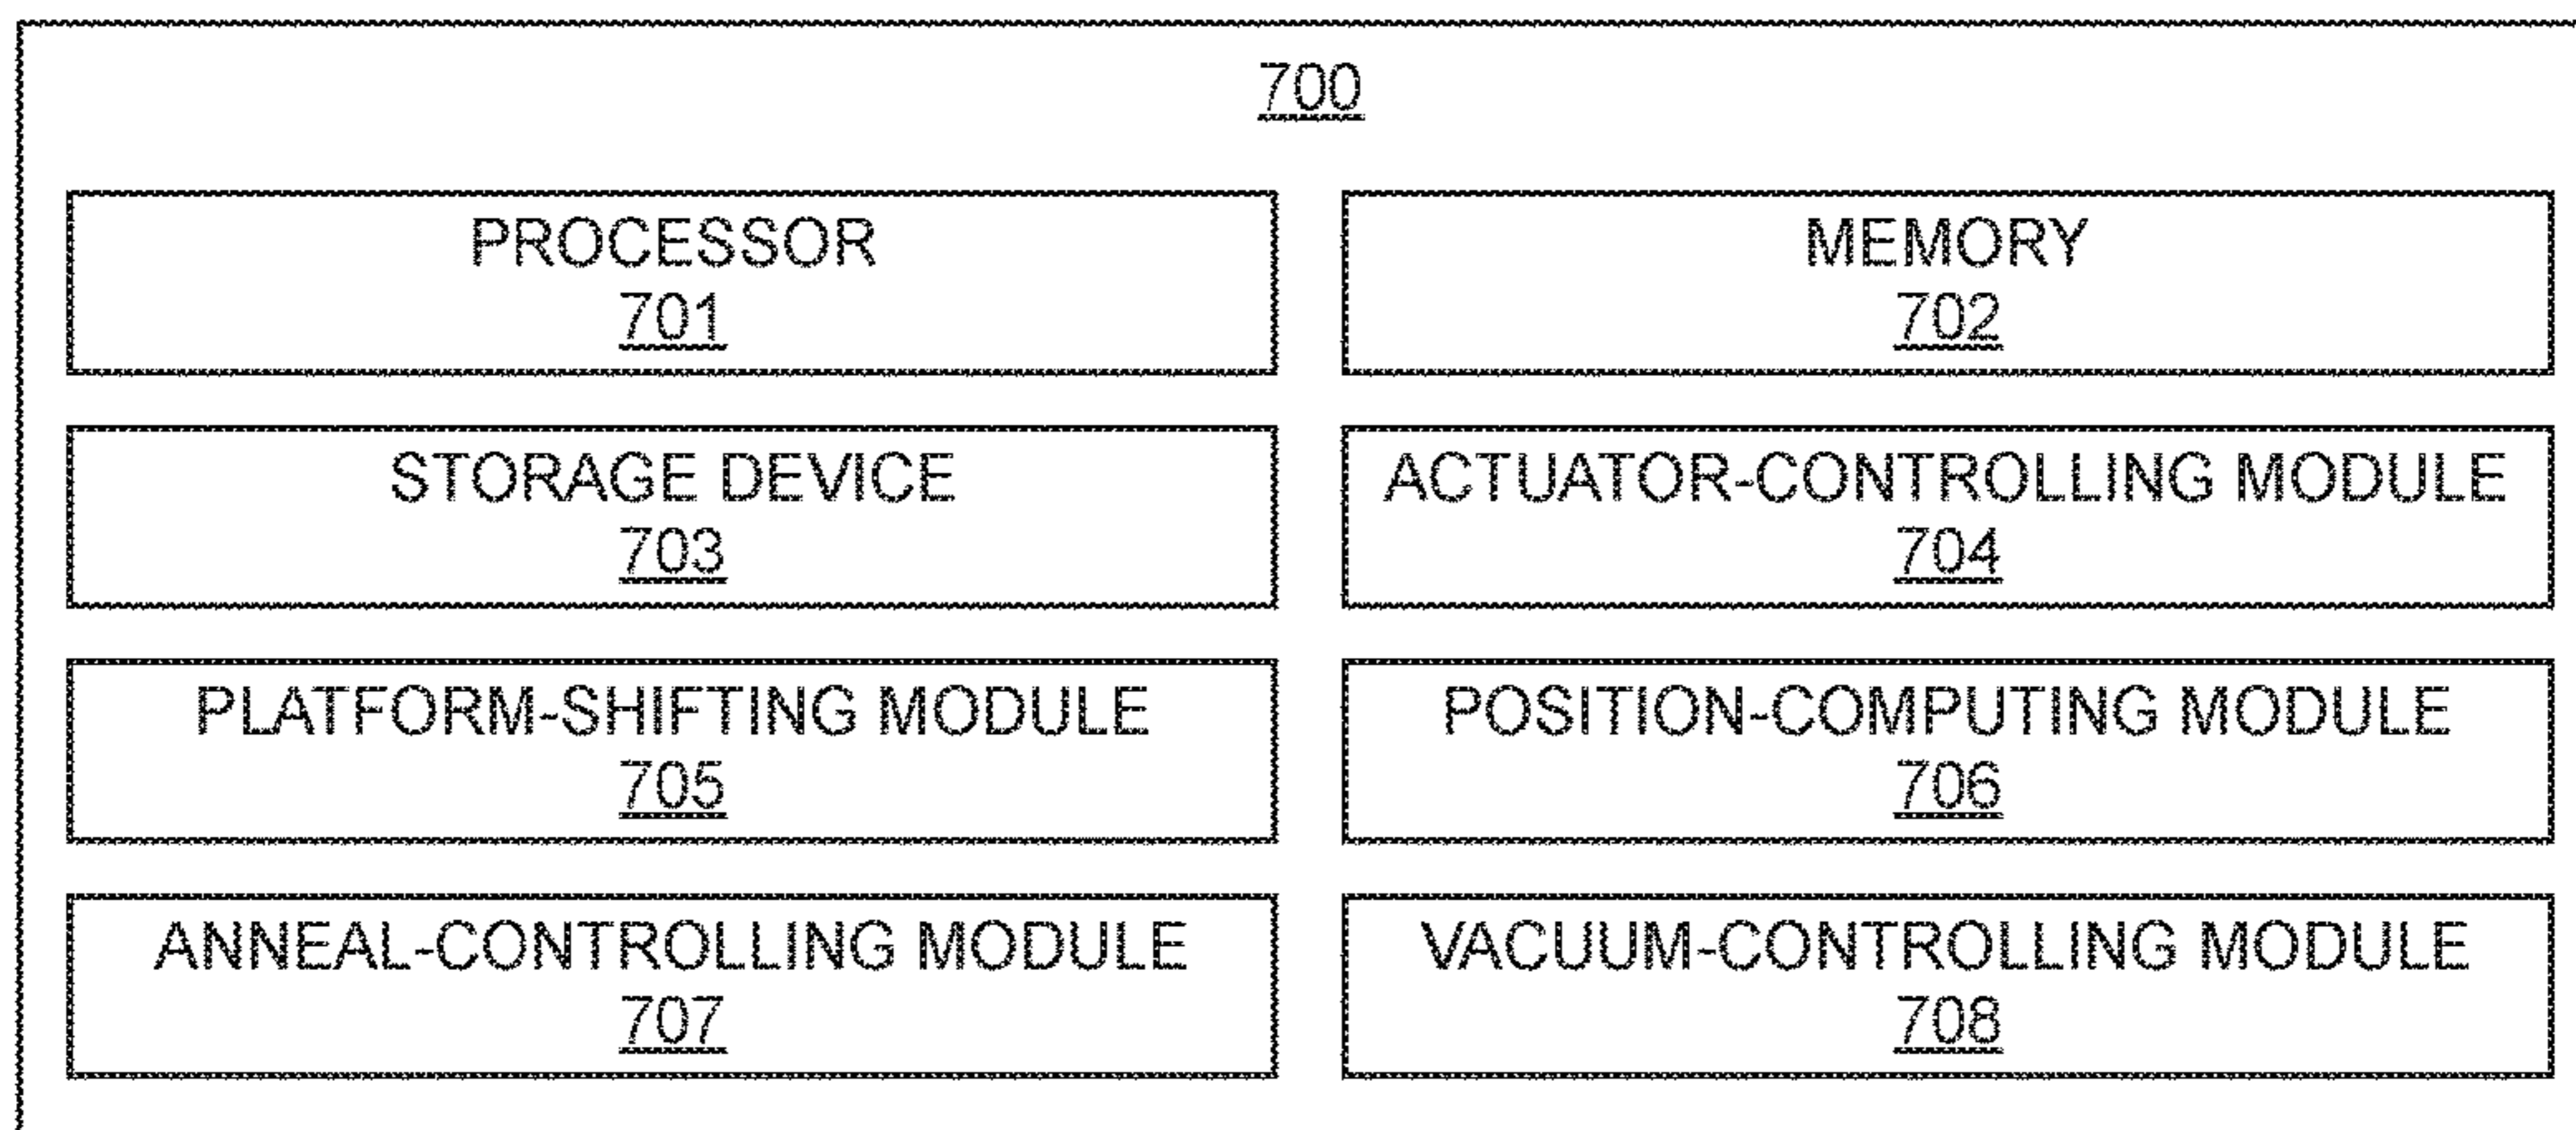 700
PROCESSOR
701
MEMORY
702
STORAGE DEVICE
703
ACTUATOR-CONTROLLING MODULE
704
PLATFORM-SHIFTING MODULE
705
POSITION-COMPUTING MODULE
706
ANNEAL-CONTROLLING MODULE
707
VACUUM-CONTROLLING MODULE
708